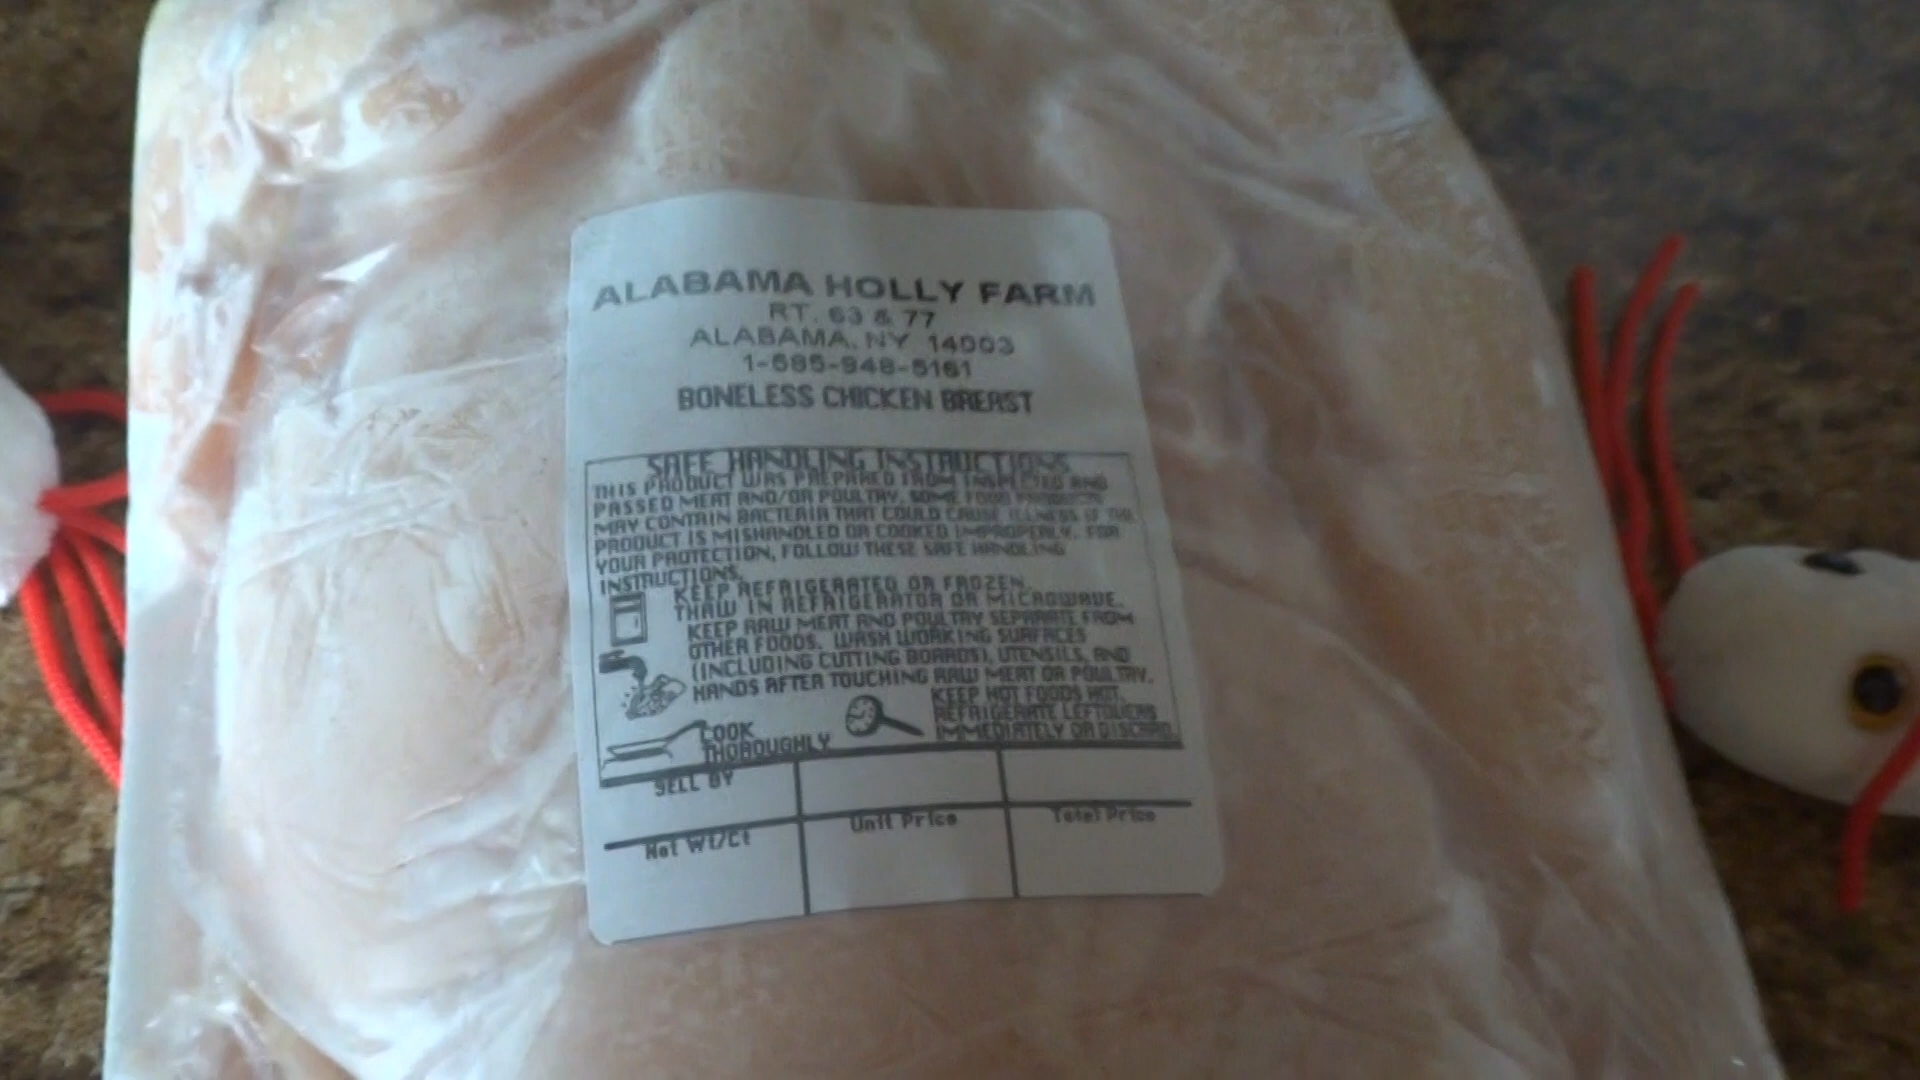 ALABAMA HOLLY FARM
RT. 63 & 77
ALABAMA, NY 14003
1-585-948-5161
BONELESS CHICKEN BREAST
SAFE HANDLING INSTRUCTIONS
THIS PRODUCT WAS PREPARED FROM INSPECTED AND
PASSED MEAT AND/OR POULTRY. SOME FOOD PRODUCTS
MAY CONTAIN BACTERIA THAT COULD CAUSE ILLNESS IF THE
PRODUCT IS MISHANDLED OR COOKED IMPROPERLY. FOR
YOUR PROTECTION, FOLLOW THESE SAFE HANDLING
INSTRUCTIONS.
KEEP REFRIGERATED OR FROZEN.
THAW IN REFRIGERATOR OR MICROWAVE.
KEEP RAW MEAT AND POULTRY SEPARATE FROM
OTHER FOODS. WASH WORKING SURFACES
(INCLUDING CUTTING BOARDS), UTENSILS, AND
HANDS AFTER TOUCHING RAW MEAT OR POULTRY.
COOK
THOROUGHLY
KEEP HOT FOODS HOT.
REFRIGERATE LEFTOVERS
IMMEDIATELY OR DISCARD.
SELL BY
Net Wt/Ct
Unit Price
Total Price